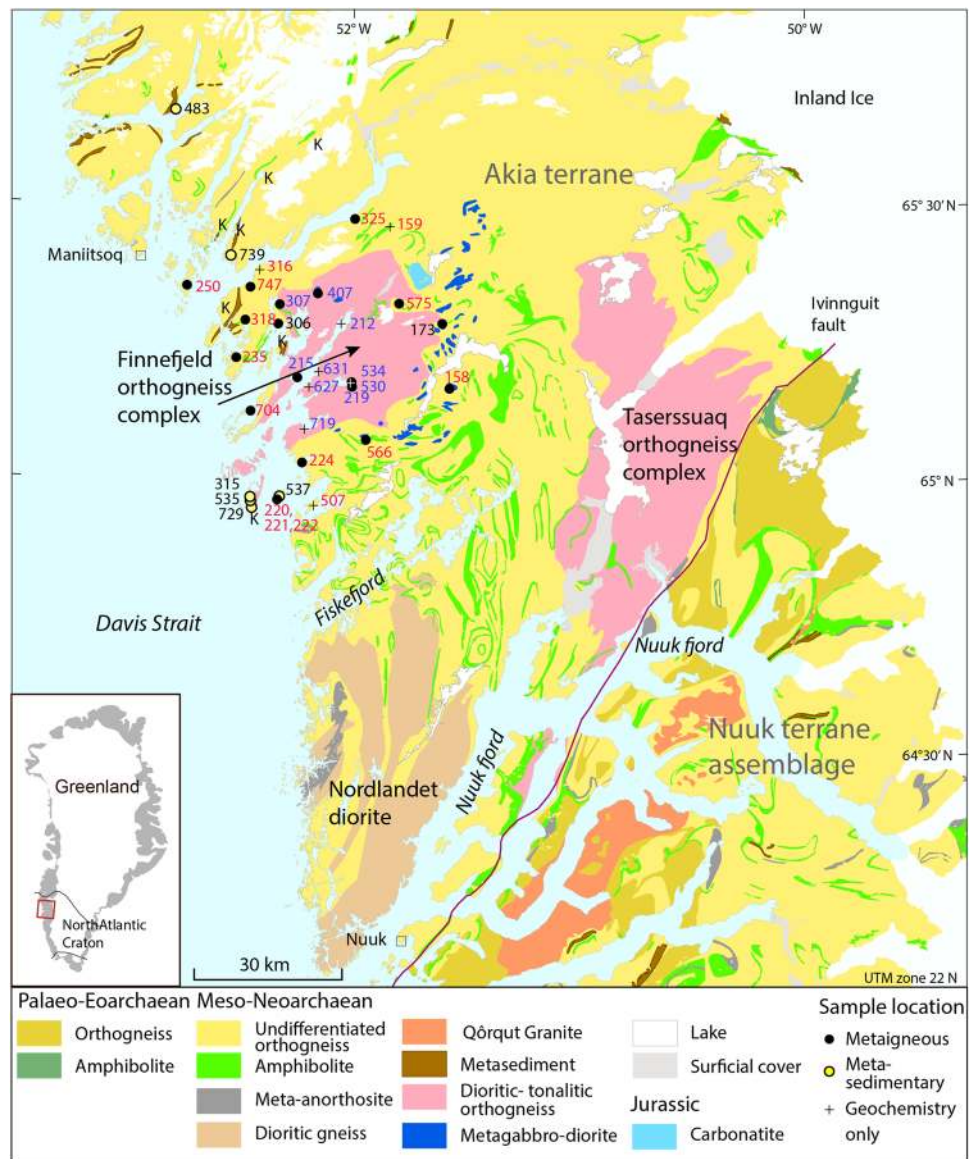 52° W
50° W
483
Inland Ice
K
K
Akia terrane
325
159
65° 30' N
K
K
Maniitsoq
739
316
250
747
407
307
575
Ivinnguit
fault
K
318
306
212
173
K
Finnefjeld
orthogneiss
complex
235
215
631
534
627
530
158
219
704
Taserssuaq
orthogneiss
complex
719
566
224
65° N
315
537
535
507
729
220,
K
221,222
Fiskefjord
Davis Strait
Nuuk fjord
Nuuk terrane
assemblage
64°30' N
Greenland
Nordlandet
diorite
Nuuk fjord
NorthAtlantic
Craton
Nuuk
30 km
UTM zone 22 N
Palaeo-Eoarchaean
Orthogneiss
Amphibolite
Meso-Neoarchaean
Undifferentiated
orthogneiss
Amphibolite
Meta-anorthosite
Dioritic gneiss
Qôrqut Granite
Metasediment
Dioritic- tonalitic
orthogneiss
Metagabbro-diorite
Lake
Surficial cover
Jurassic
Carbonatite
Sample location
Metaigneous
Meta-
sedimentary
+ Geochemistry
only